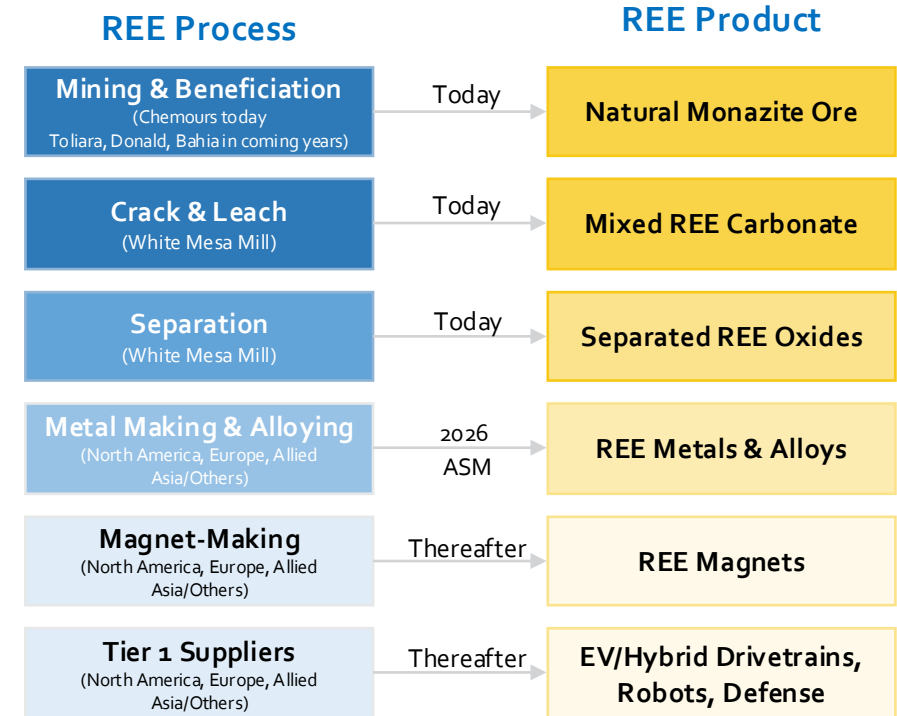 REE Process
REE Product
Mining & Beneficiation
(Chemours today
Toliara, Donald, Bahia in coming years)
Today
Natural Monazite Ore
Crack & Leach
(White Mesa Mill)
Today
Mixed REE Carbonate
Separation
(White Mesa Mill)
Today
Separated REE Oxides
Metal Making & Alloying
(North America, Europe, Allied
Asia/Others)
2026
ASM
REE Metals & Alloys
Magnet-Making
(North America, Europe, Allied
Asia/Others)
Thereafter
REE Magnets
Tier 1 Suppliers
(North America, Europe, Allied
Asia/Others)
Thereafter
EV/Hybrid Drivetrains,
Robots, Defense